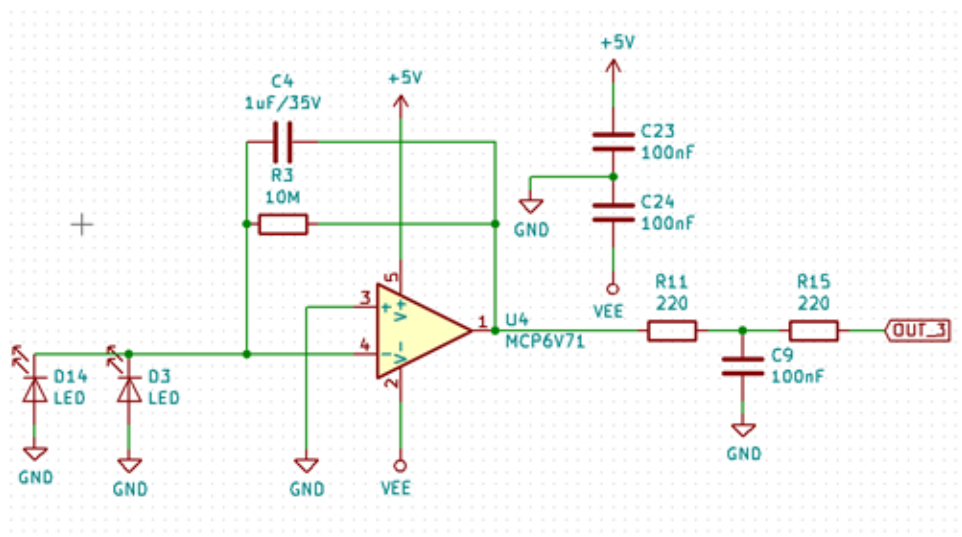 +5V
C4
1uF/35V
+5V
C23
100nF
R3
10M
C24
100nF
GND
5
VEE
R11
220
R15
220
3
+
V+
1
U4
MCP6V71
OUT_3
4
-
V-
2
C9
100nF
D14
LED
D3
LED
GND
GND
GND
GND
VEE